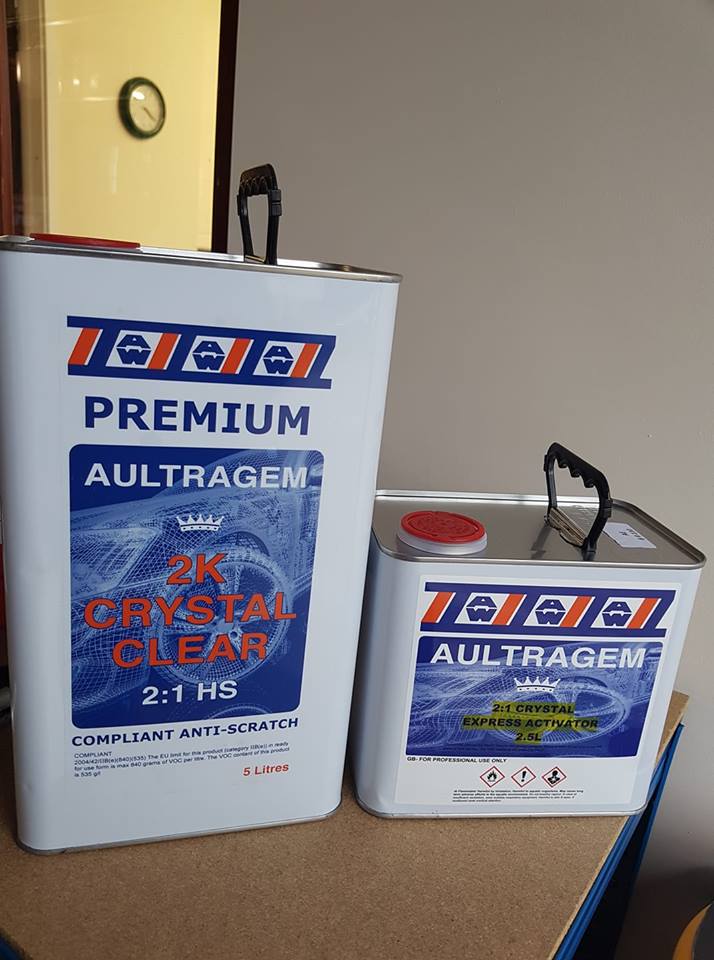 AW AW AW
PREMIUM
AULTRAGEM
2K
CRYSTAL
CLEAR
2:1 HS
COMPLIANT ANTI-SCRATCH
COMPLIANT
2004/42/IIB(e)(840)(535) The EU limit for this product (category IIB(e)) in ready
for use form is max 840 grams of VOC per litre. The VOC content of this product
is 535 g/l
5 Litres
AW AW AW
AULTRAGEM
2:1 CRYSTAL
EXPRESS ACTIVATOR
2.5L
GB- FOR PROFESSIONAL USE ONLY